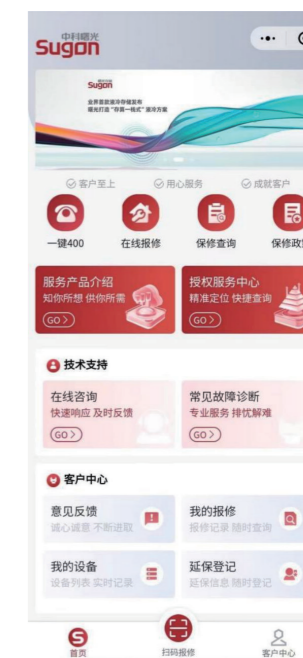 中科曙光
Sugon
Sugon
业界首款液冷存储发布
曙光打造“存算一栈式”液冷方案
客户至上 用心服务 成就客户
一键400 在线报修 保修查询 保修政
服务产品介绍
知你所想 供你所需
GO
授权服务中心
精准定位 快捷查询
GO
技术支持
在线咨询
快速响应 及时反馈
GO
常见故障诊断
专业服务 排忧解难
GO
客户中心
意见反馈
诚心诚意 不断进取
我的报修
报修记录 随时查询
我的设备
设备列表 实时记录
延保登记
延保信息 随时登记
首页 扫码报修 客户中心